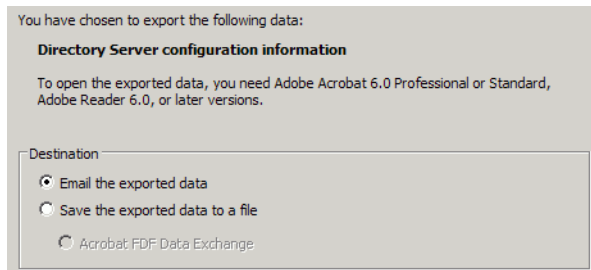 You have chosen to export the following data:
Directory Server configuration information
To open the exported data, you need Adobe Acrobat 6.0 Professional or Standard,
Adobe Reader 6.0, or later versions.
Destination
Email the exported data
Save the exported data to a file
Acrobat FDF Data Exchange